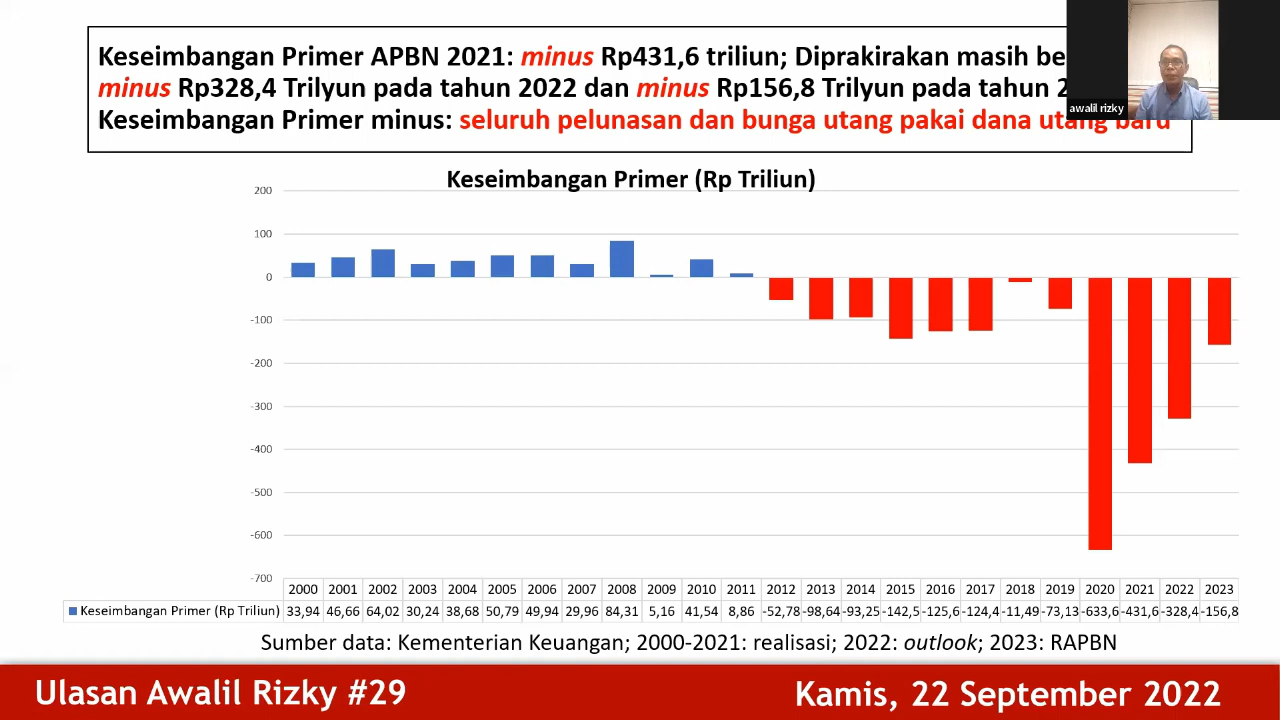 Keseimbangan Primer APBN 2021: minus Rp431,6 triliun; Diprakirakan masih
minus Rp328,4 Trilyun pada tahun 2022 dan minus Rp156,8 Trilyun pada tahun
Keseimbangan Primer minus: seluruh pelunasan dan bunga utang pakai dana utang baru
awalil rizky
Keseimbangan Primer (Rp Triliun)
200
100
0
-100
-200
-300
-400
-500
-600
-700
2000 2001 2002 2003 2004 2005 2006 2007 2008 2009 2010 2011 2012 2013 2014 2015 2016 2017 2018 2019 2020 2021 2022 2023
Keseimbangan Primer (Rp Triliun) 33,94 46,66 64,02 30,24 38,68 50,79 49,94 29,96 84,31 5,16 41,54 8,86 -52,78 -98,64 -93,25 -142,5 -125,6 -124,4 -11,49 -73,13 -633,6 -431,6 -328,4 -156,8
Sumber data: Kementerian Keuangan; 2000-2021: realisasi; 2022: outlook; 2023: RAPBN
Ulasan Awalil Rizky #29
Kamis, 22 September 2022